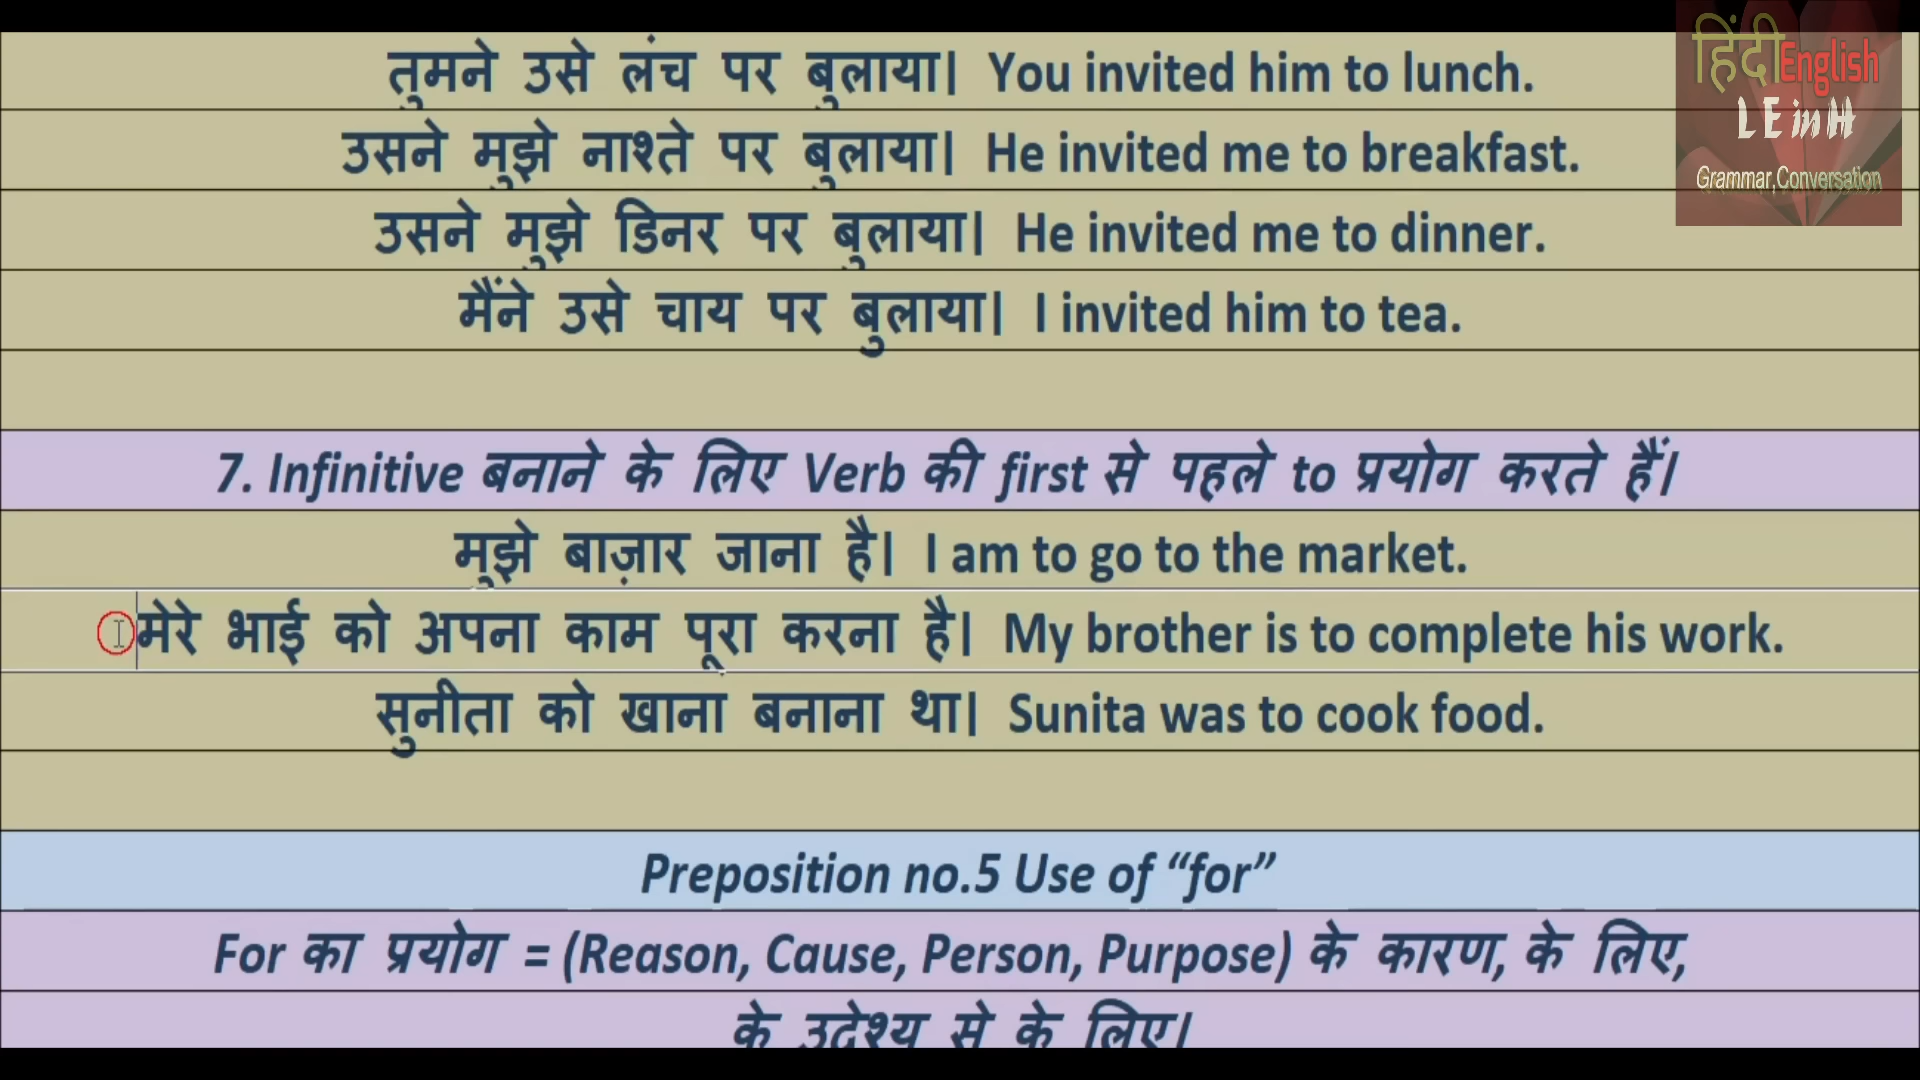 हिंदी English
L E in H
Grammar,Conversation
तुमने उसे लंच पर बुलाया| You invited him to lunch.
उसने मुझे नाश्ते पर बुलाया| He invited me to breakfast.
उसने मुझे डिनर पर बुलाया| He invited me to dinner.
मैंने उसे चाय पर बुलाया| I invited him to tea.
7. Infinitive बनाने के लिए Verb की first से पहले to प्रयोग करते हैं|
मुझे बाज़ार जाना है| I am to go to the market.
मेरे भाई को अपना काम पूरा करना है| My brother is to complete his work.
सुनीता को खाना बनाना था| Sunita was to cook food.
Preposition no.5 Use of “for”
For का प्रयोग = (Reason, Cause, Person, Purpose) के कारण, के लिए,
के उदेश्य से के लिए|